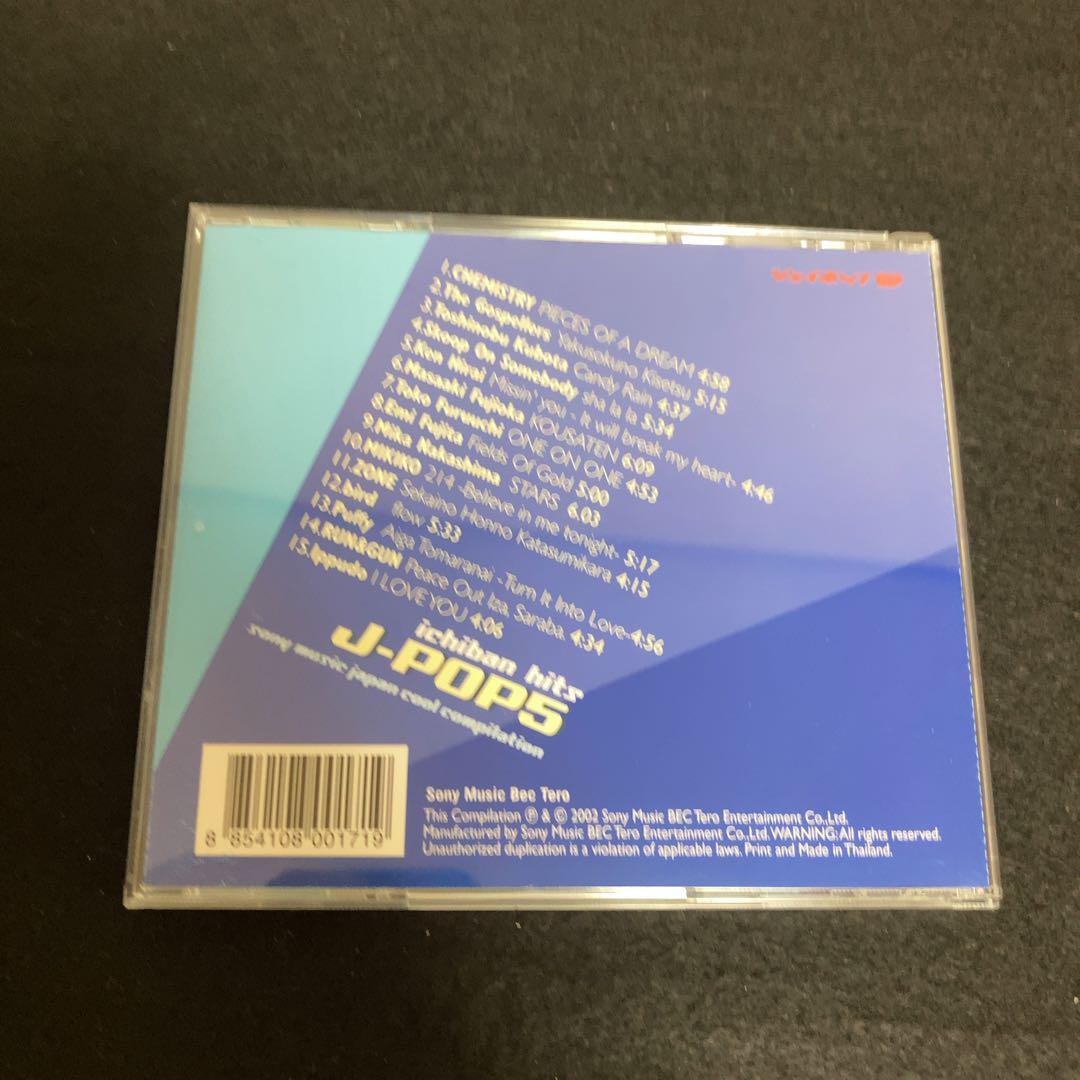 1.CHEMISTRY PIECES OF A DREAM 4:58
2.The Gospellers Yakusokuno Kisetsu 5:15
3.Toshinobu Kubota Candy Rain 4:37
4.Skoop On Somebody sha la la 5:34
5.Ken Hirai Missin' you - It will break my heart- 4:46
6.Masaaki Fujioka KOUSATEN 6:09
7.Toko Furuuchi ONE ON ONE 4:53
8.Emi Fujita Fields Of Gold 5:00
9.Mika Nakashima STARS 6.03
10.MIKIKO 214 -Believe in me tonight- 5:17
11.ZONE Sekaino Honno Katasumikara 4:15
12.bird flow 5:33
13.Puffy Aiga Tomaranai -Turn It Into Love-4:56
14.RUN&GUN Peace Out Iza, Saraba. 4:34
15.Ippudo I LOVE YOU 4:06
ichiban hits
J-POP5
sony music japan cool compilation
8 854108 001719
Sony Music Bec Tero
This Compilation ℗ & © 2002 Sony Music BEC Tero Entertainment Co.,Ltd.
Manufactured by Sony Music BEC Tero Entertainment Co.,Ltd. WARNING: All rights reserved.
Unauthorized duplication is a violation of applicable laws. Print and Made in Thailand.